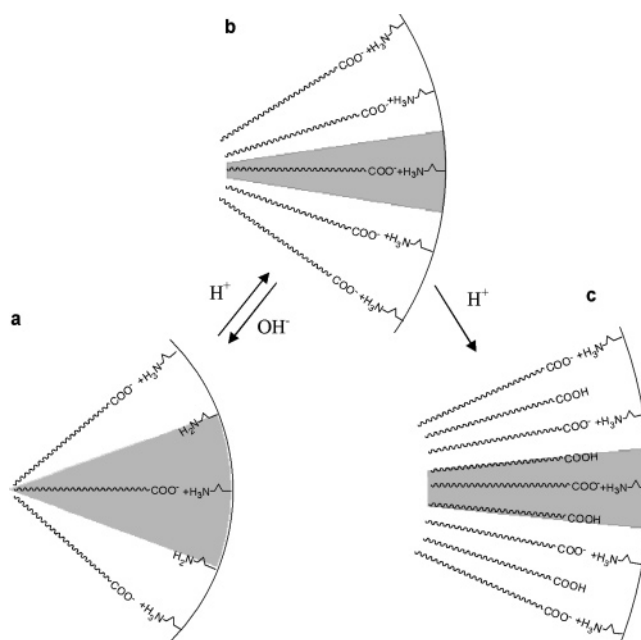 b
COO⁻+H₃N
COO⁻+H₃N
COO⁻+H₃N
COO⁻ +H₃N
COO⁻ +H₃N
H⁺
OH⁻
H⁺
a
COO⁻ +H₃N
H₂N
COO⁻ +H₃N
H₂N
COO⁻ +H₃N
c
COO⁻ +H₃N
COOH
COO⁻ +H₃N
COOH
COO⁻+H₃N
COOH
COO⁻ +H₃N
COOH
COO⁻ +H₃N